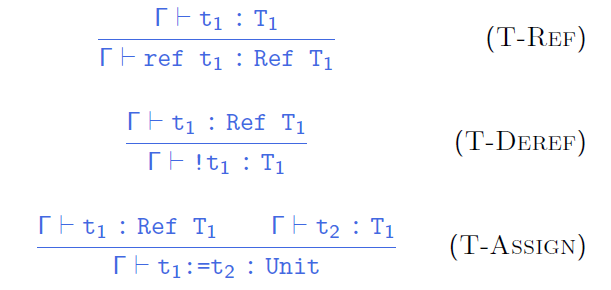 Γ ⊢ t₁ : T₁
Γ ⊢ ref t₁ : Ref T₁ (T-Ref)
Γ ⊢ t₁ : Ref T₁
Γ ⊢ !t₁ : T₁ (T-Deref)
Γ ⊢ t₁ : Ref T₁ Γ ⊢ t₂ : T₁
Γ ⊢ t₁:=t₂ : Unit (T-Assign)